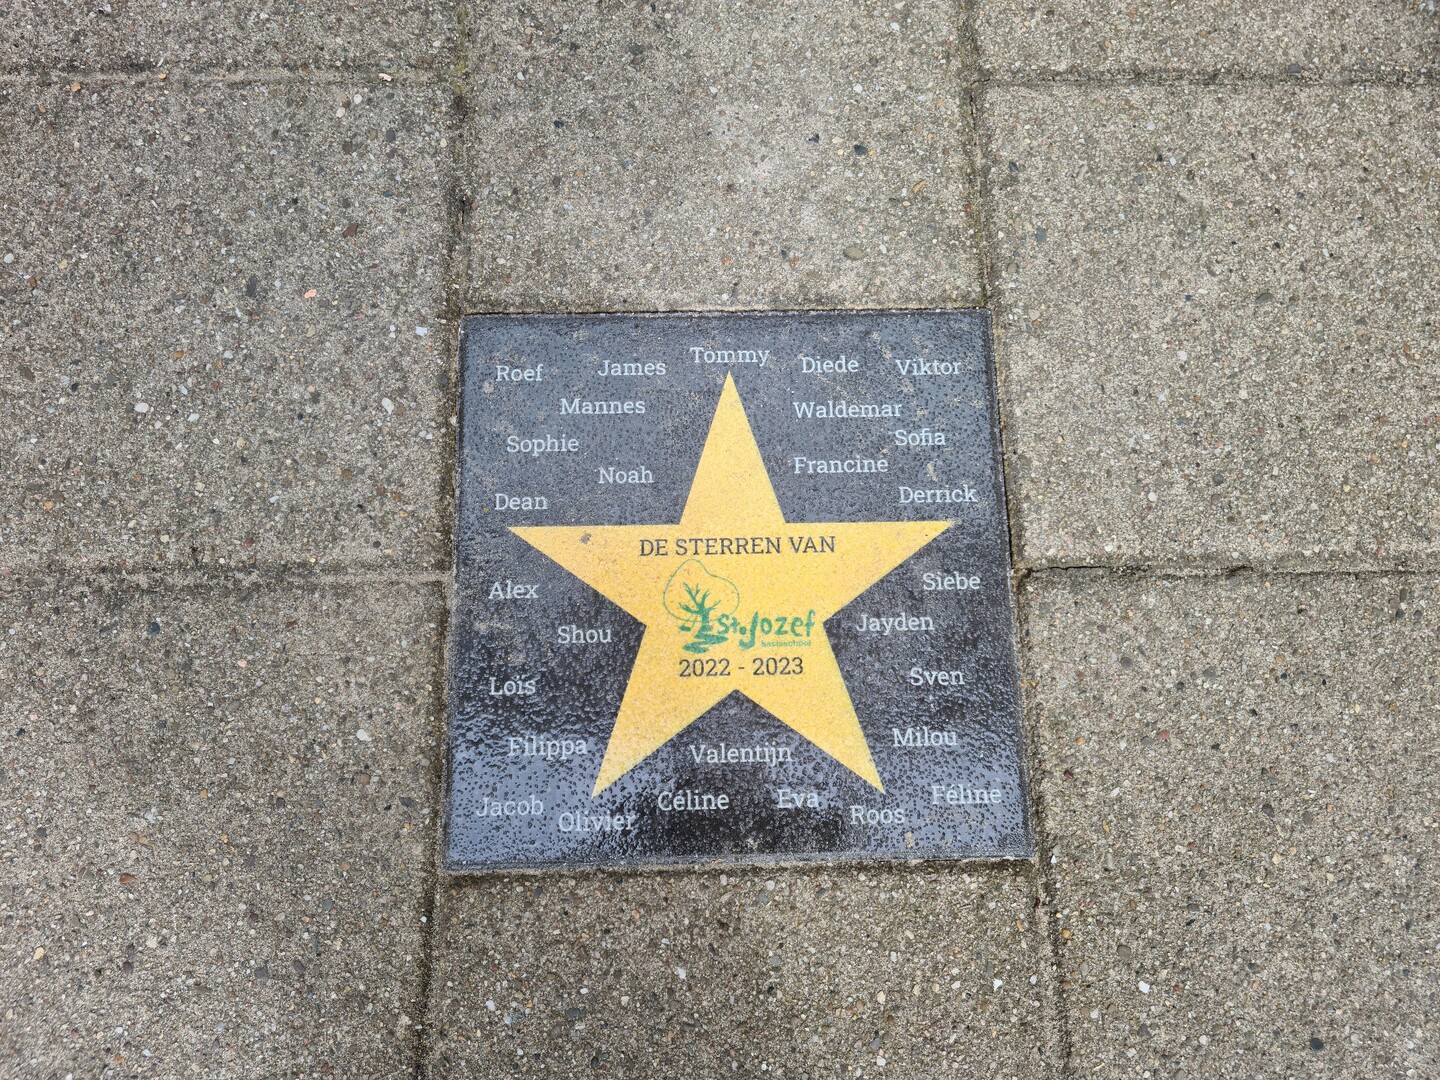 Tommy
Roef James Diede Viktor
Mannes Waldemar
Sophie Sofia
Noah Francine
Dean Derrick
DE STERREN VAN
St. Jozef
basisschool
2022 - 2023
Alex Siebe
Shou Jayden
Loïs Sven
Filippa Valentijn Milou
Jacob Olivier Céline Eva Roos Féline